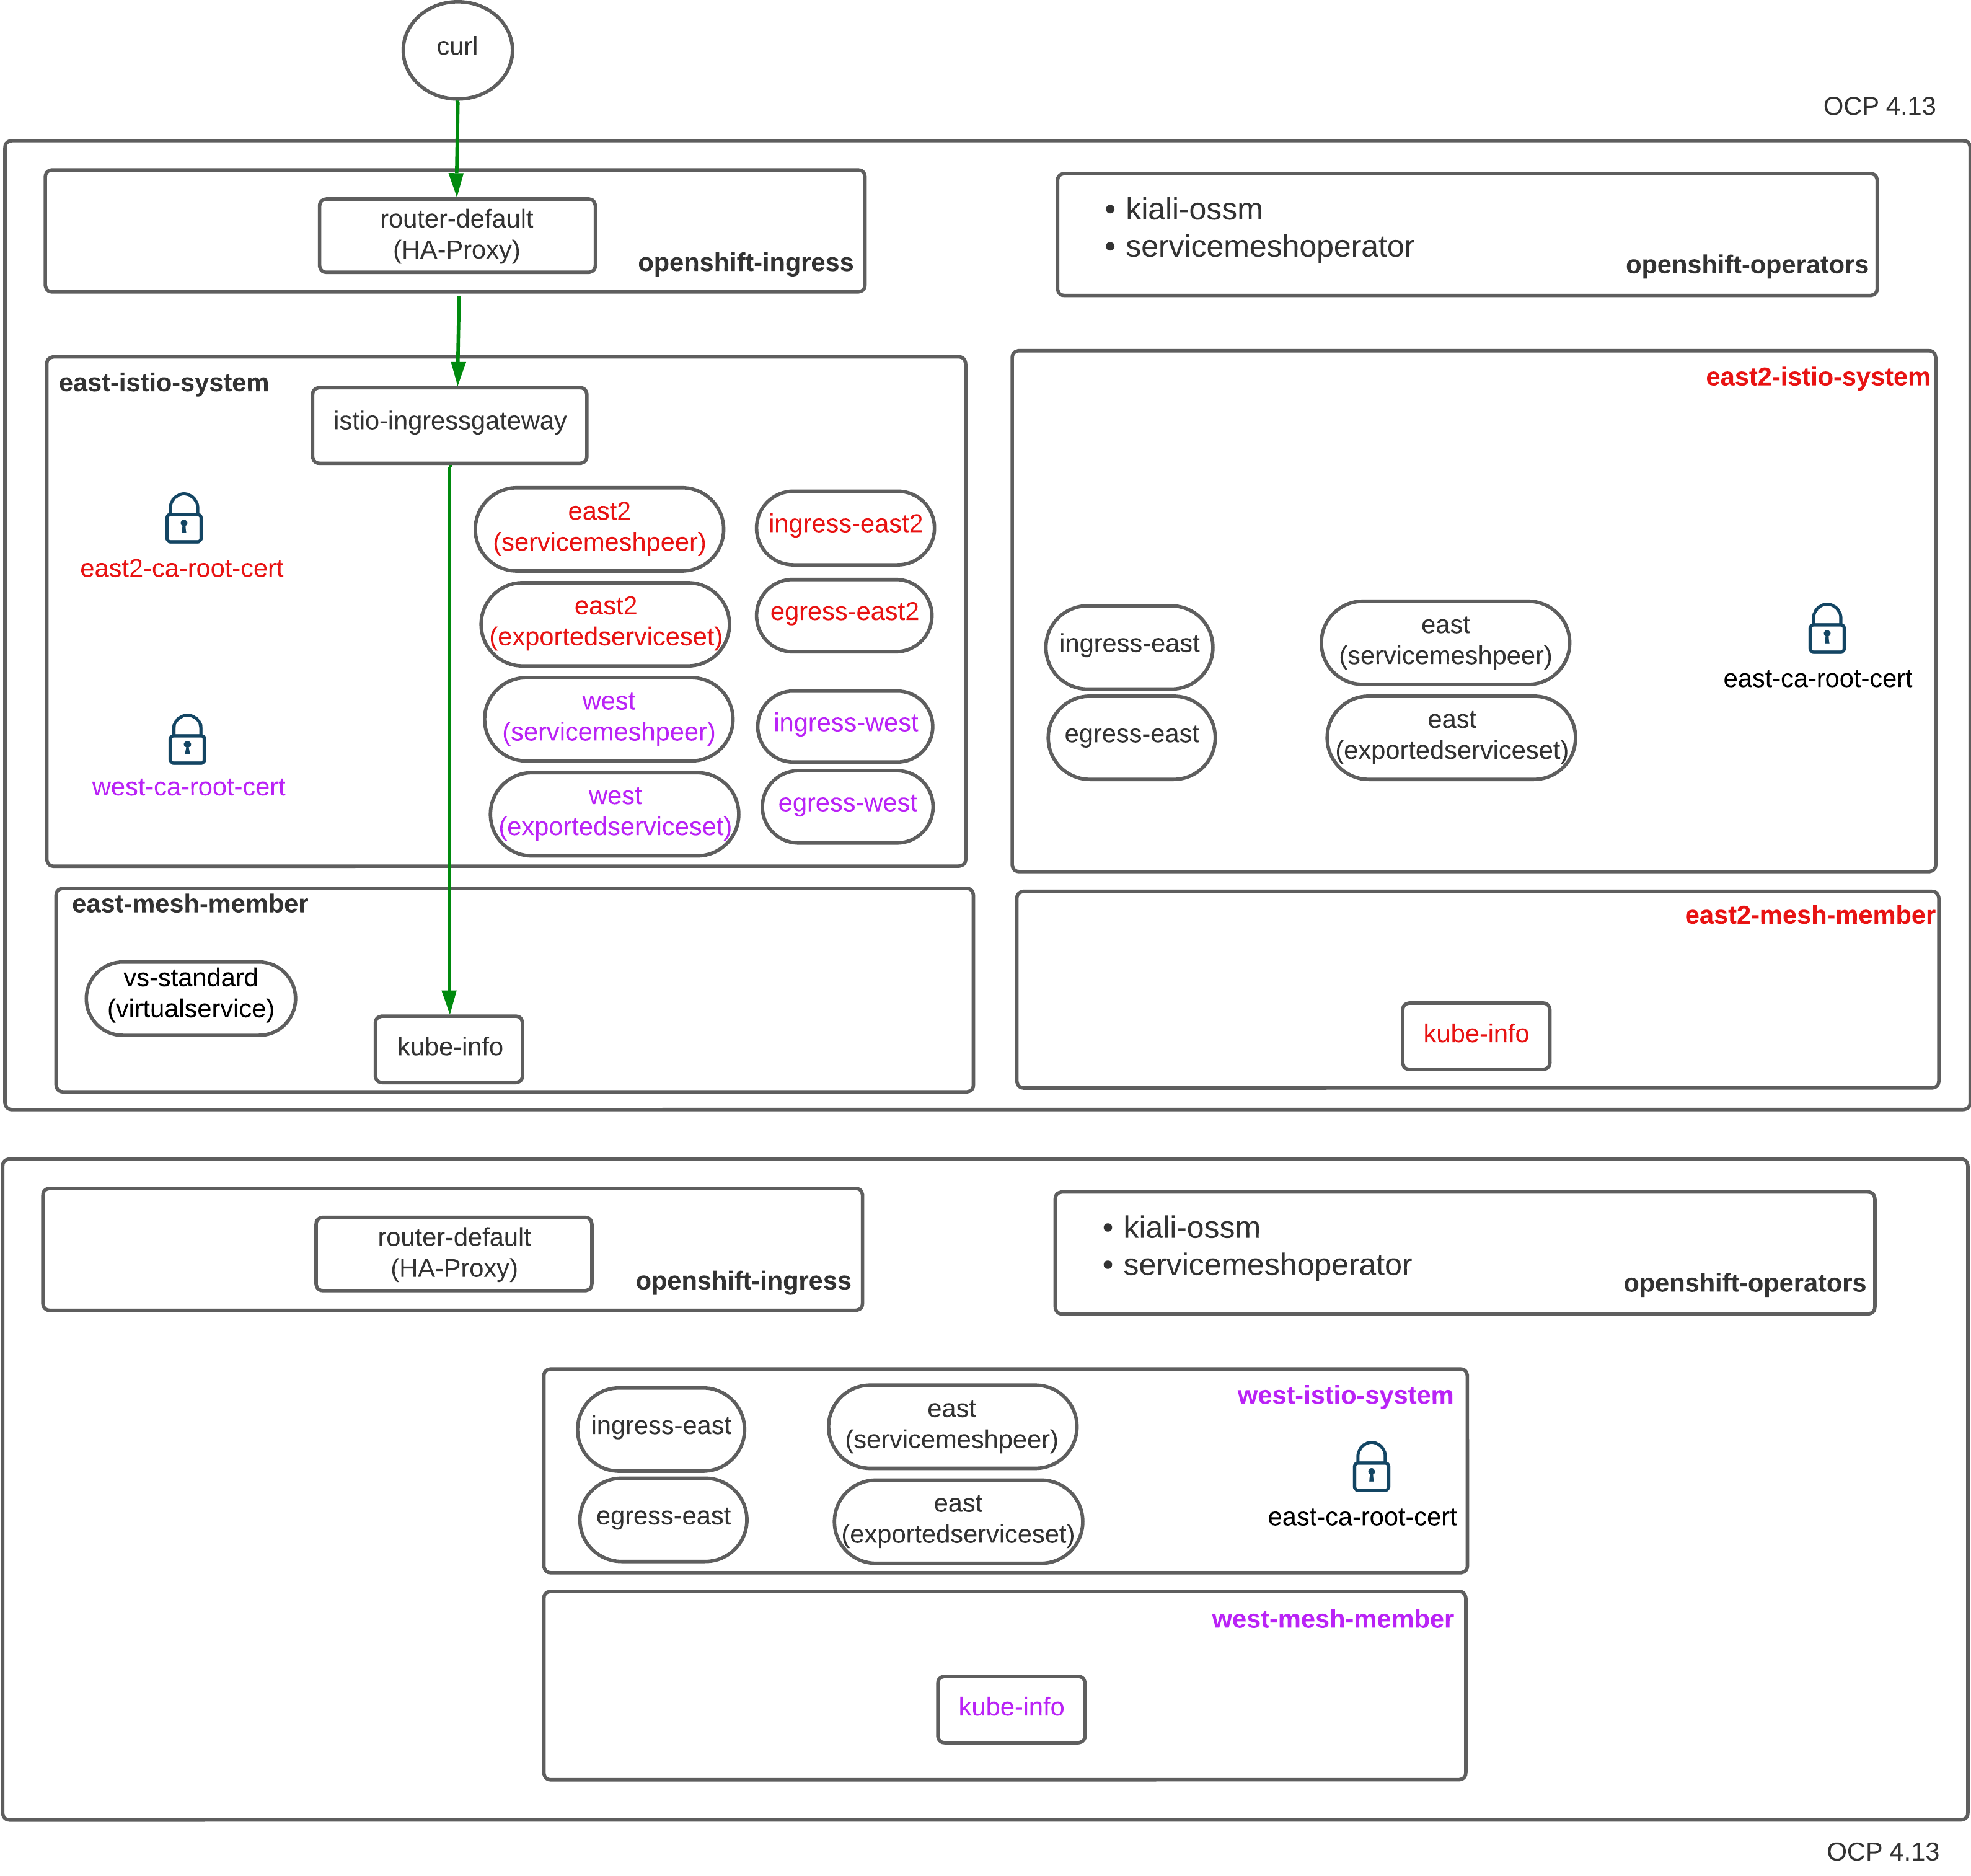 curl
OCP 4.13
router-default
(HA-Proxy)
openshift-ingress
• kiali-ossm
• servicemeshoperator
openshift-operators
east-istio-system
istio-ingressgateway
east2-ca-root-cert
west-ca-root-cert
east2
(servicemeshpeer)
east2
(exportedserviceset)
west
(servicemeshpeer)
west
(exportedserviceset)
ingress-east2
egress-east2
ingress-west
egress-west
east2-istio-system
ingress-east
egress-east
east
(servicemeshpeer)
east
(exportedserviceset)
east-ca-root-cert
east-mesh-member
vs-standard
(virtualservice)
kube-info
east2-mesh-member
kube-info
router-default
(HA-Proxy)
openshift-ingress
• kiali-ossm
• servicemeshoperator
openshift-operators
west-istio-system
ingress-east
egress-east
east
(servicemeshpeer)
east
(exportedserviceset)
east-ca-root-cert
west-mesh-member
kube-info
OCP 4.13